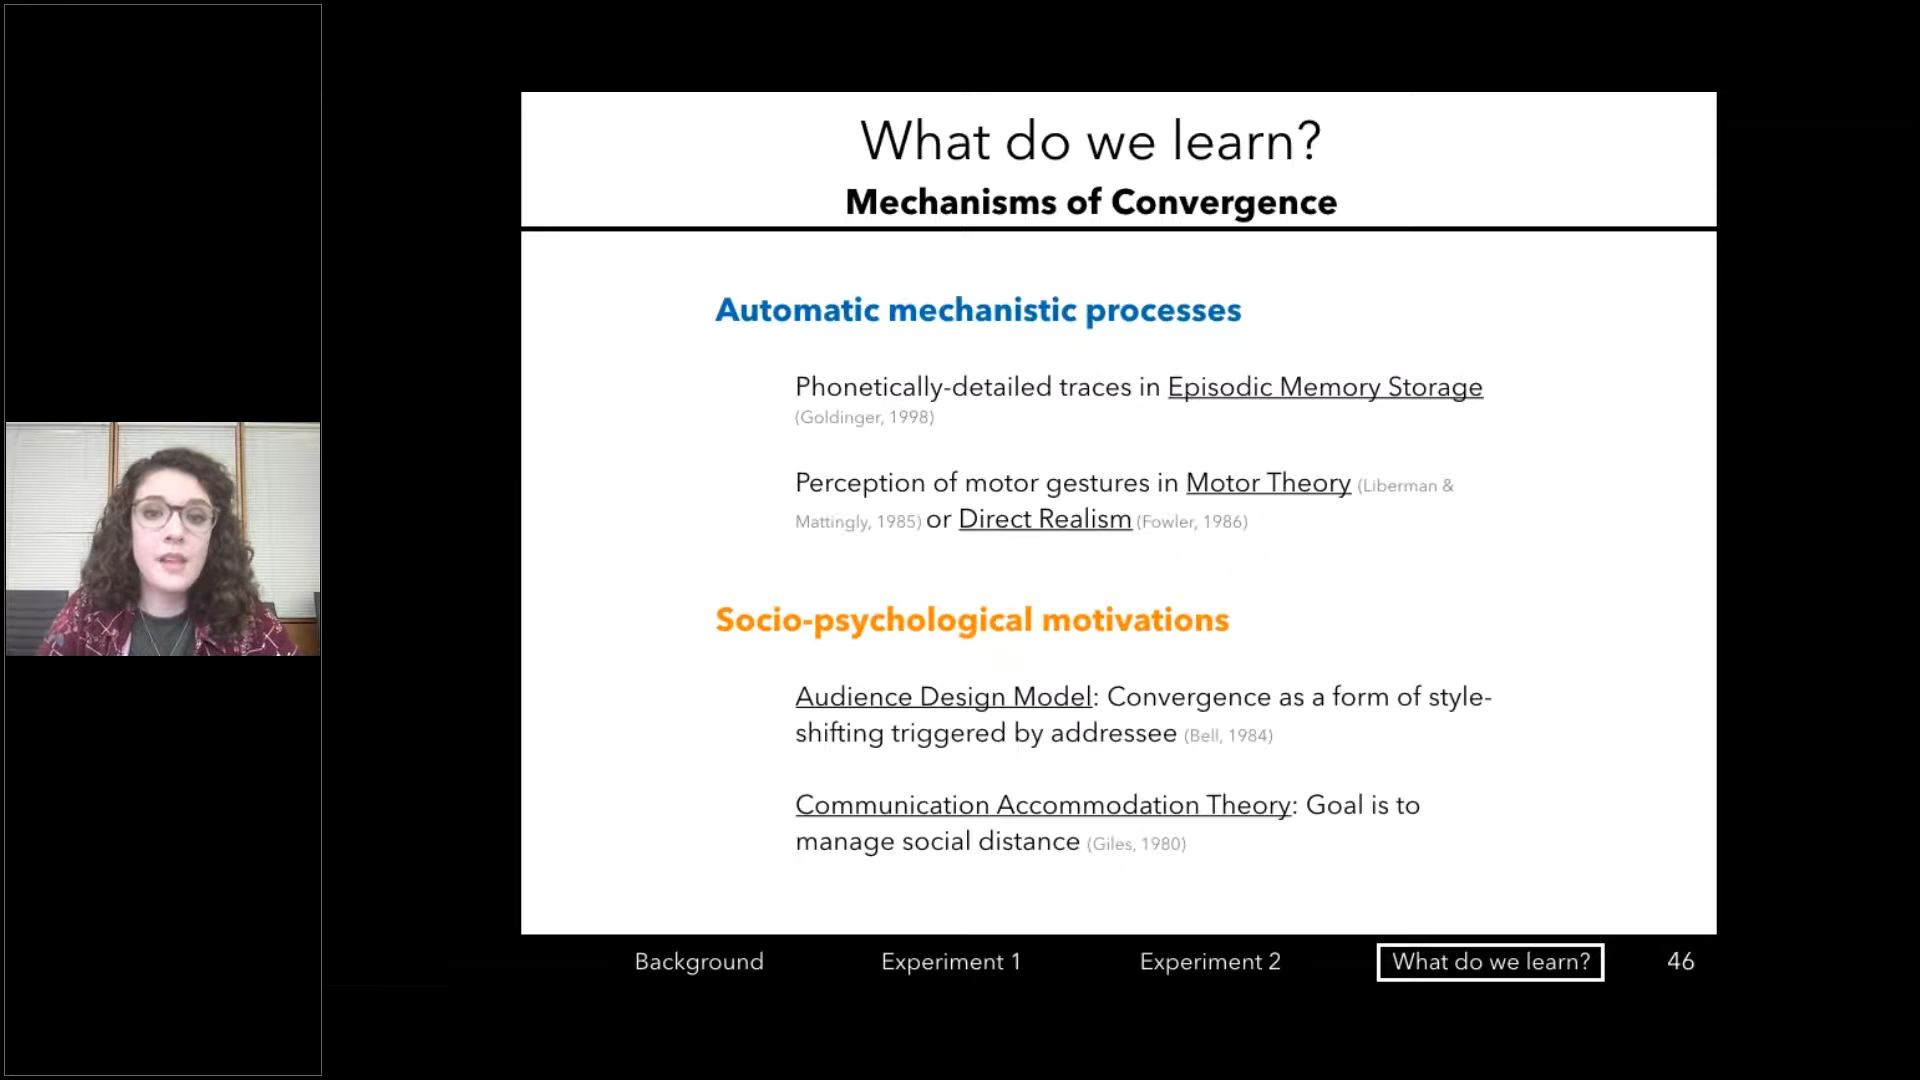 What do we learn?
Mechanisms of Convergence
Automatic mechanistic processes
Phonetically-detailed traces in Episodic Memory Storage
(Goldinger, 1998)
Perception of motor gestures in Motor Theory (Liberman &
Mattingly, 1985) or Direct Realism (Fowler, 1986)
Socio-psychological motivations
Audience Design Model: Convergence as a form of style-
shifting triggered by addressee (Bell, 1984)
Communication Accommodation Theory: Goal is to
manage social distance (Giles, 1980)
Background Experiment 1 Experiment 2 What do we learn? 46